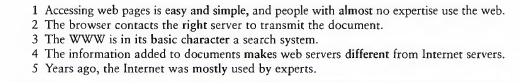 1 Accessing web pages is easy and simple, and people with almost no expertise use the web.
2 The browser contacts the right server to transmit the document.
3 The WWW is in its basic character a search system.
4 The information added to documents makes web servers different from Internet servers.
5 Years ago, the Internet was mostly used by experts.